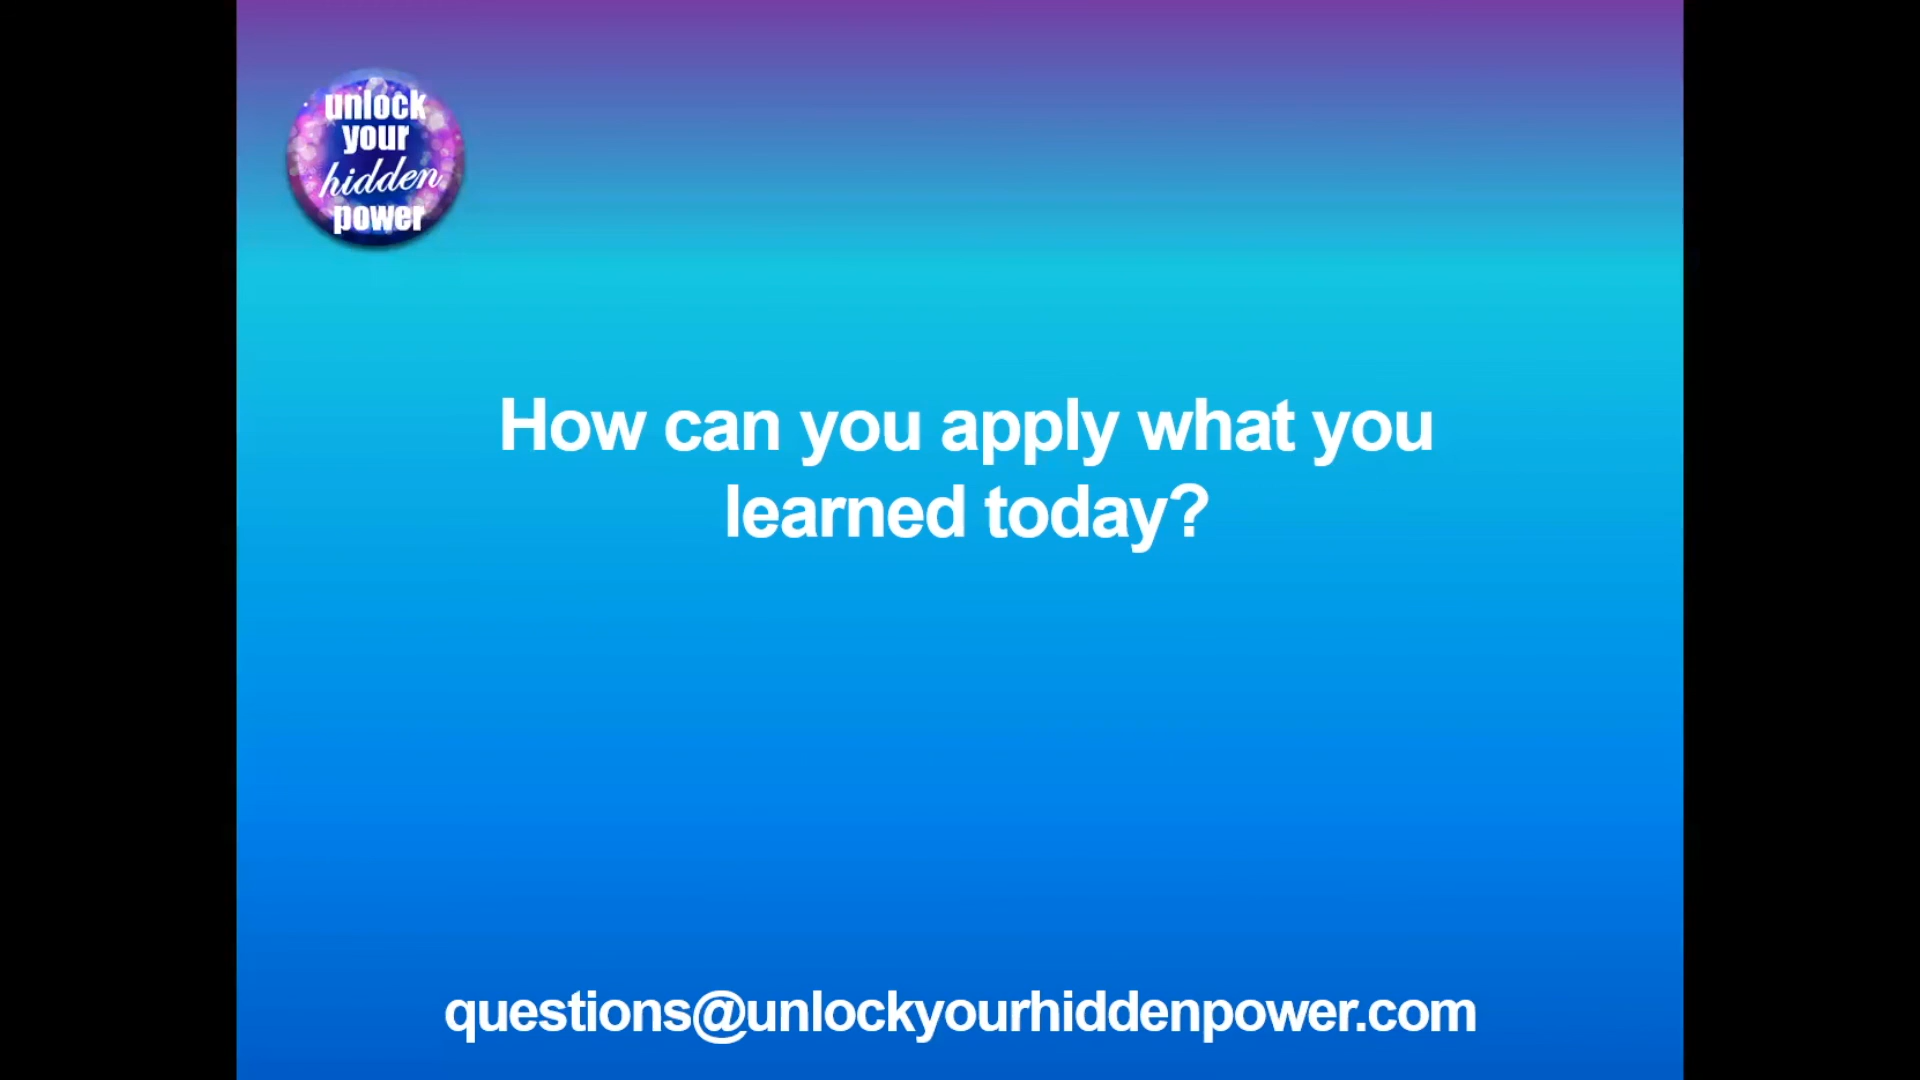 unlock
your
hidden
power
How can you apply what you
learned today?
questions@unlockyourhiddenpower.com